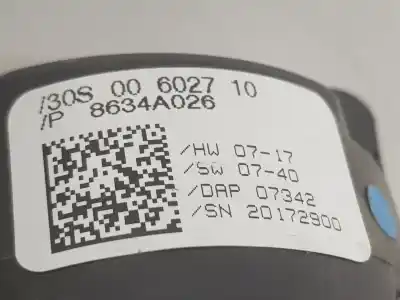 /30S 00 6027 10
/P 8634A026
/HW 07-17
/SW 07-40
/DAP 07342
/SN 20172900